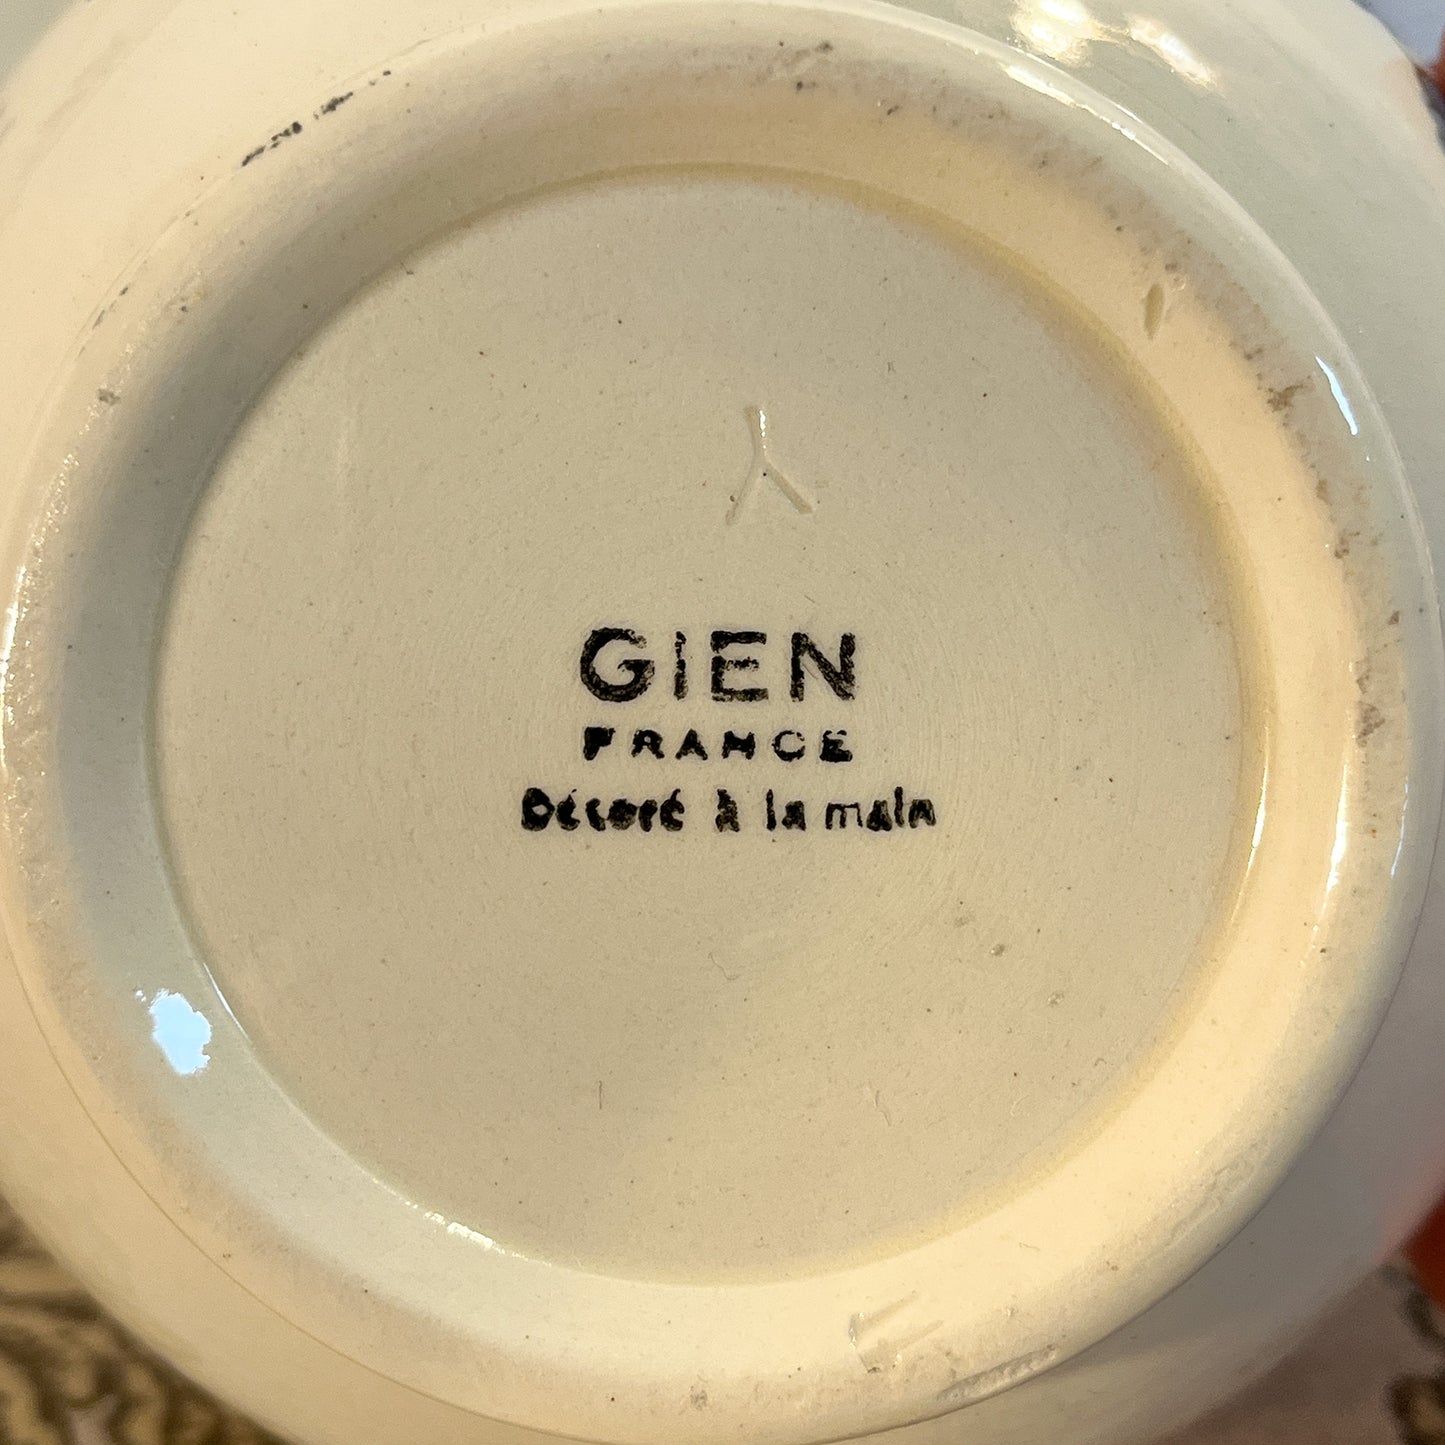 GIEN
FRANCE
Décoré à la main